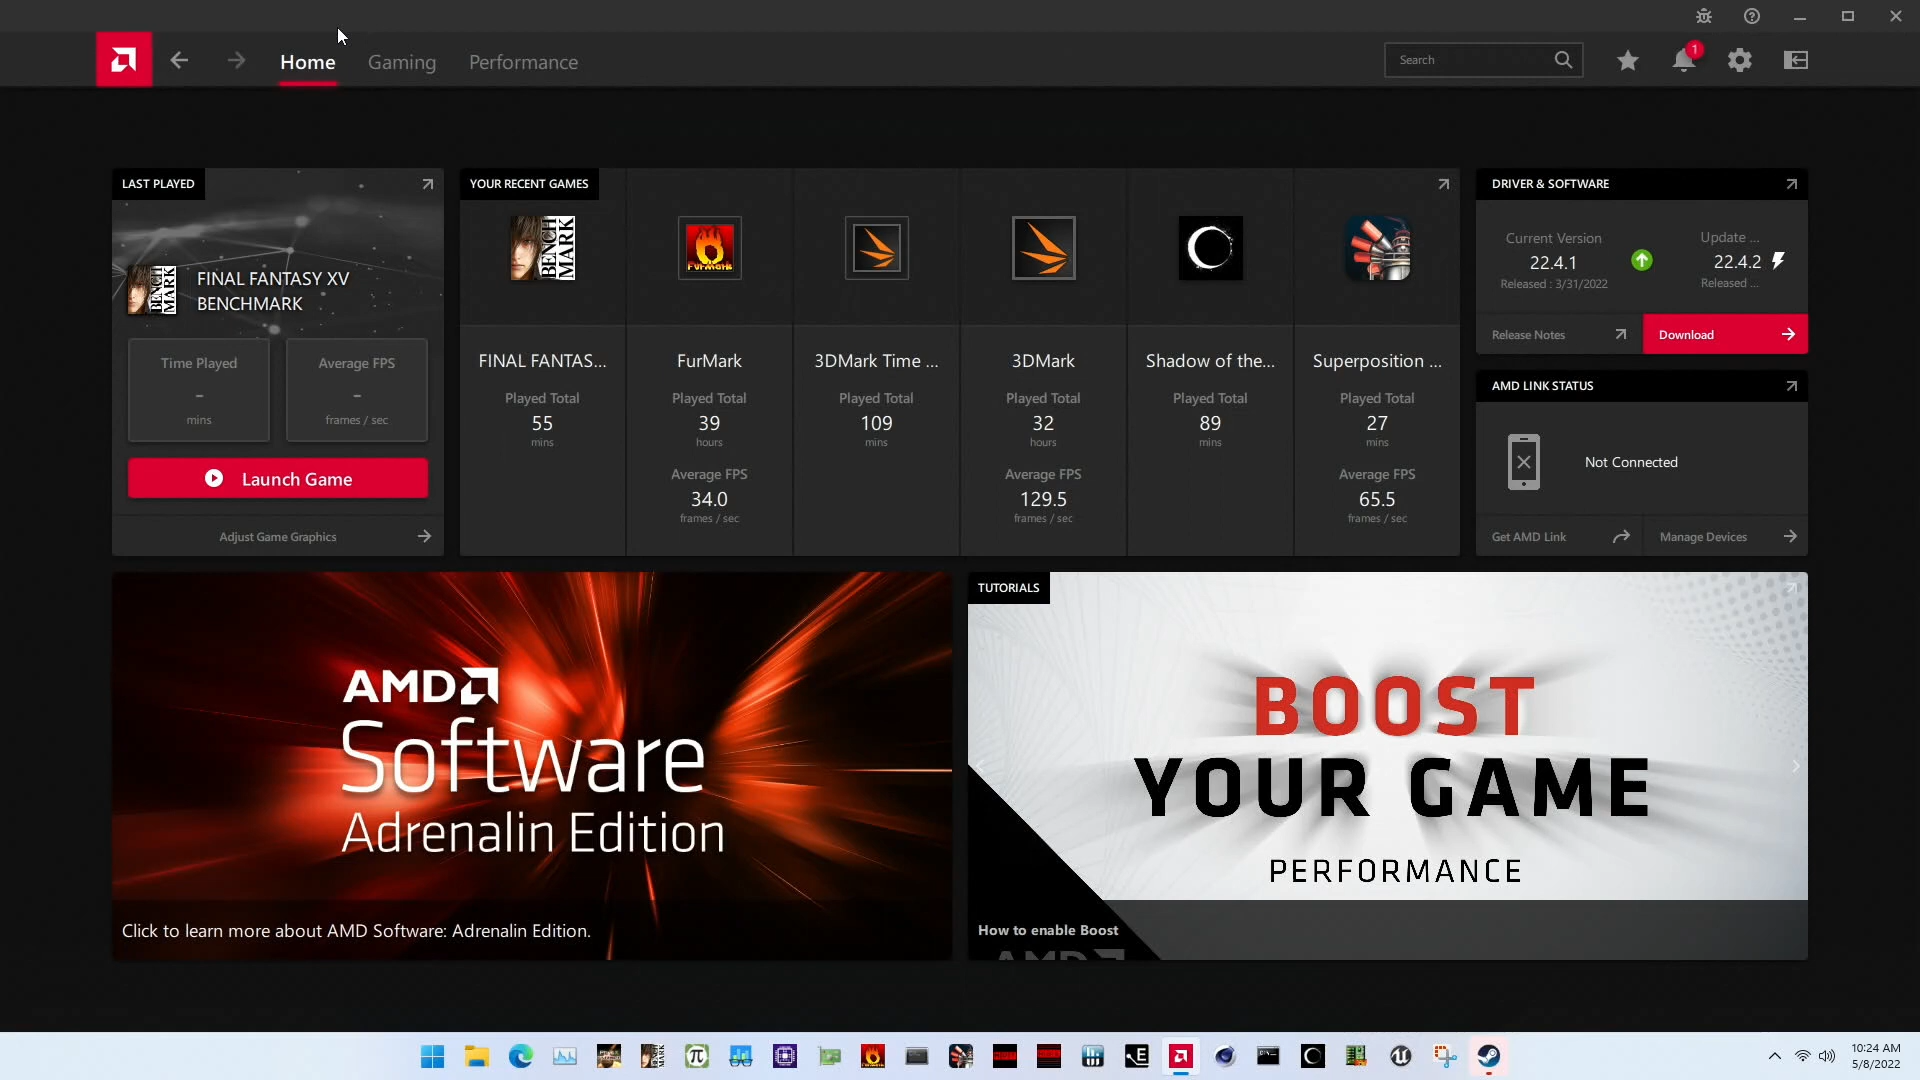 Home
Gaming
Performance
Search
1
LAST PLAYED
BENCH
MARK
FINAL FANTASY XV
BENCHMARK
Time Played
-
mins
Average FPS
-
frames / sec
Launch Game
Adjust Game Graphics
YOUR RECENT GAMES
BENCH
MARK
FINAL FANTAS...
Played Total
55
mins
FurMark
FurMark
Played Total
39
hours
Average FPS
34.0
frames / sec
3DMark Time ...
Played Total
109
mins
3DMark
Played Total
32
hours
Average FPS
129.5
frames / sec
Shadow of the...
Played Total
89
mins
Superposition ...
Played Total
27
mins
Average FPS
65.5
frames / sec
DRIVER & SOFTWARE
Current Version
22.4.1
Released : 3/31/2022
Update ...
22.4.2
Released ...
Release Notes
Download
AMD LINK STATUS
Not Connected
Get AMD Link
Manage Devices
AMD
Software
Adrenalin Edition
Click to learn more about AMD Software: Adrenalin Edition.
TUTORIALS
BOOST
YOUR GAME
PERFORMANCE
How to enable Boost
AMD
10:24 AM
5/8/2022